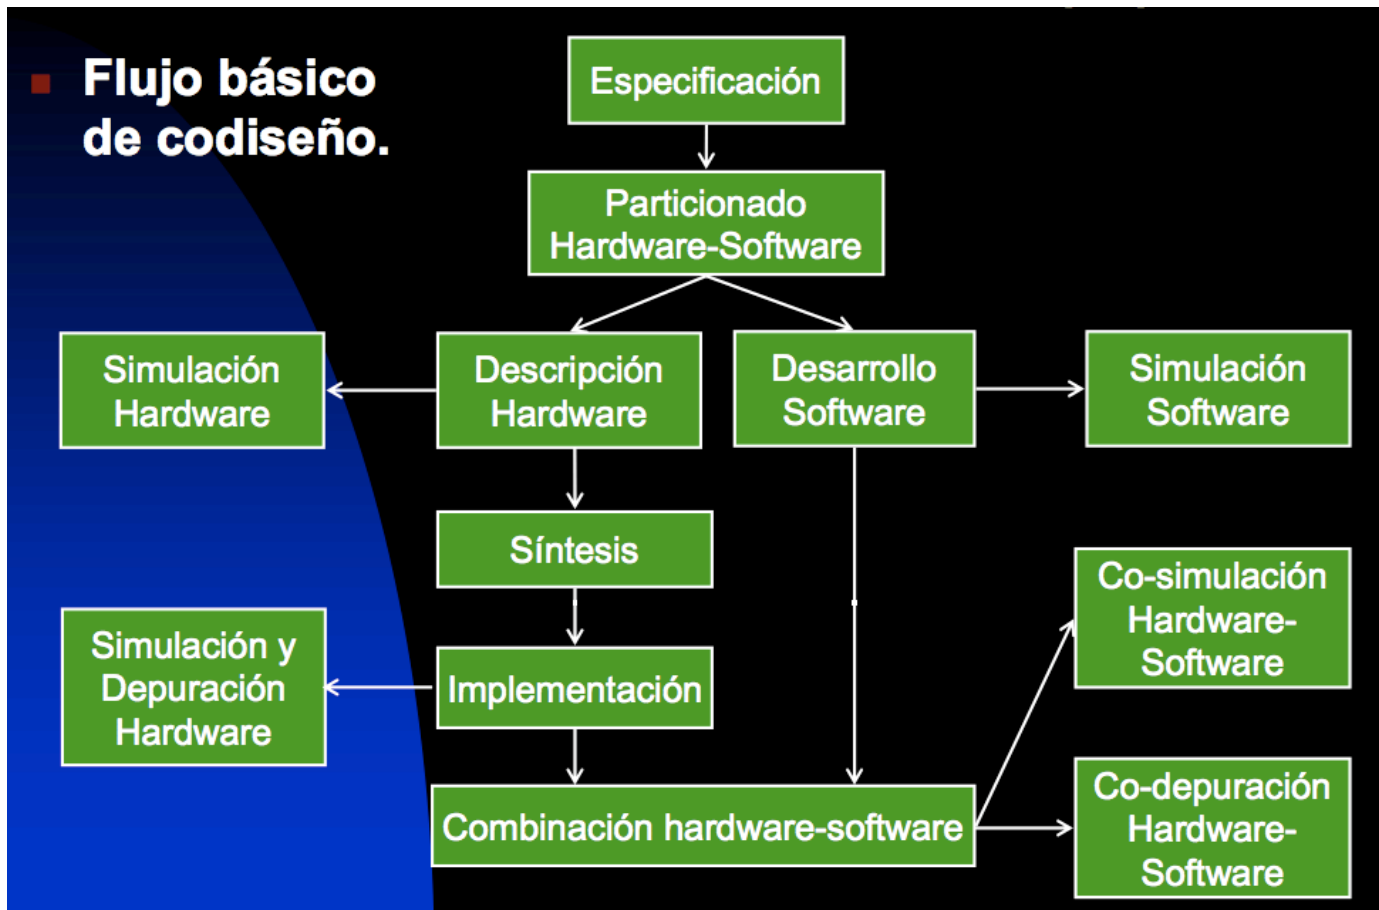 Flujo básico
de codiseño.
Especificación
Particionado
Hardware-Software
Simulación
Hardware
Descripción
Hardware
Desarrollo
Software
Simulación
Software
Síntesis
Co-simulación
Hardware-
Software
Simulación y
Depuración
Hardware
Implementación
Combinación hardware-software
Co-depuración
Hardware-
Software